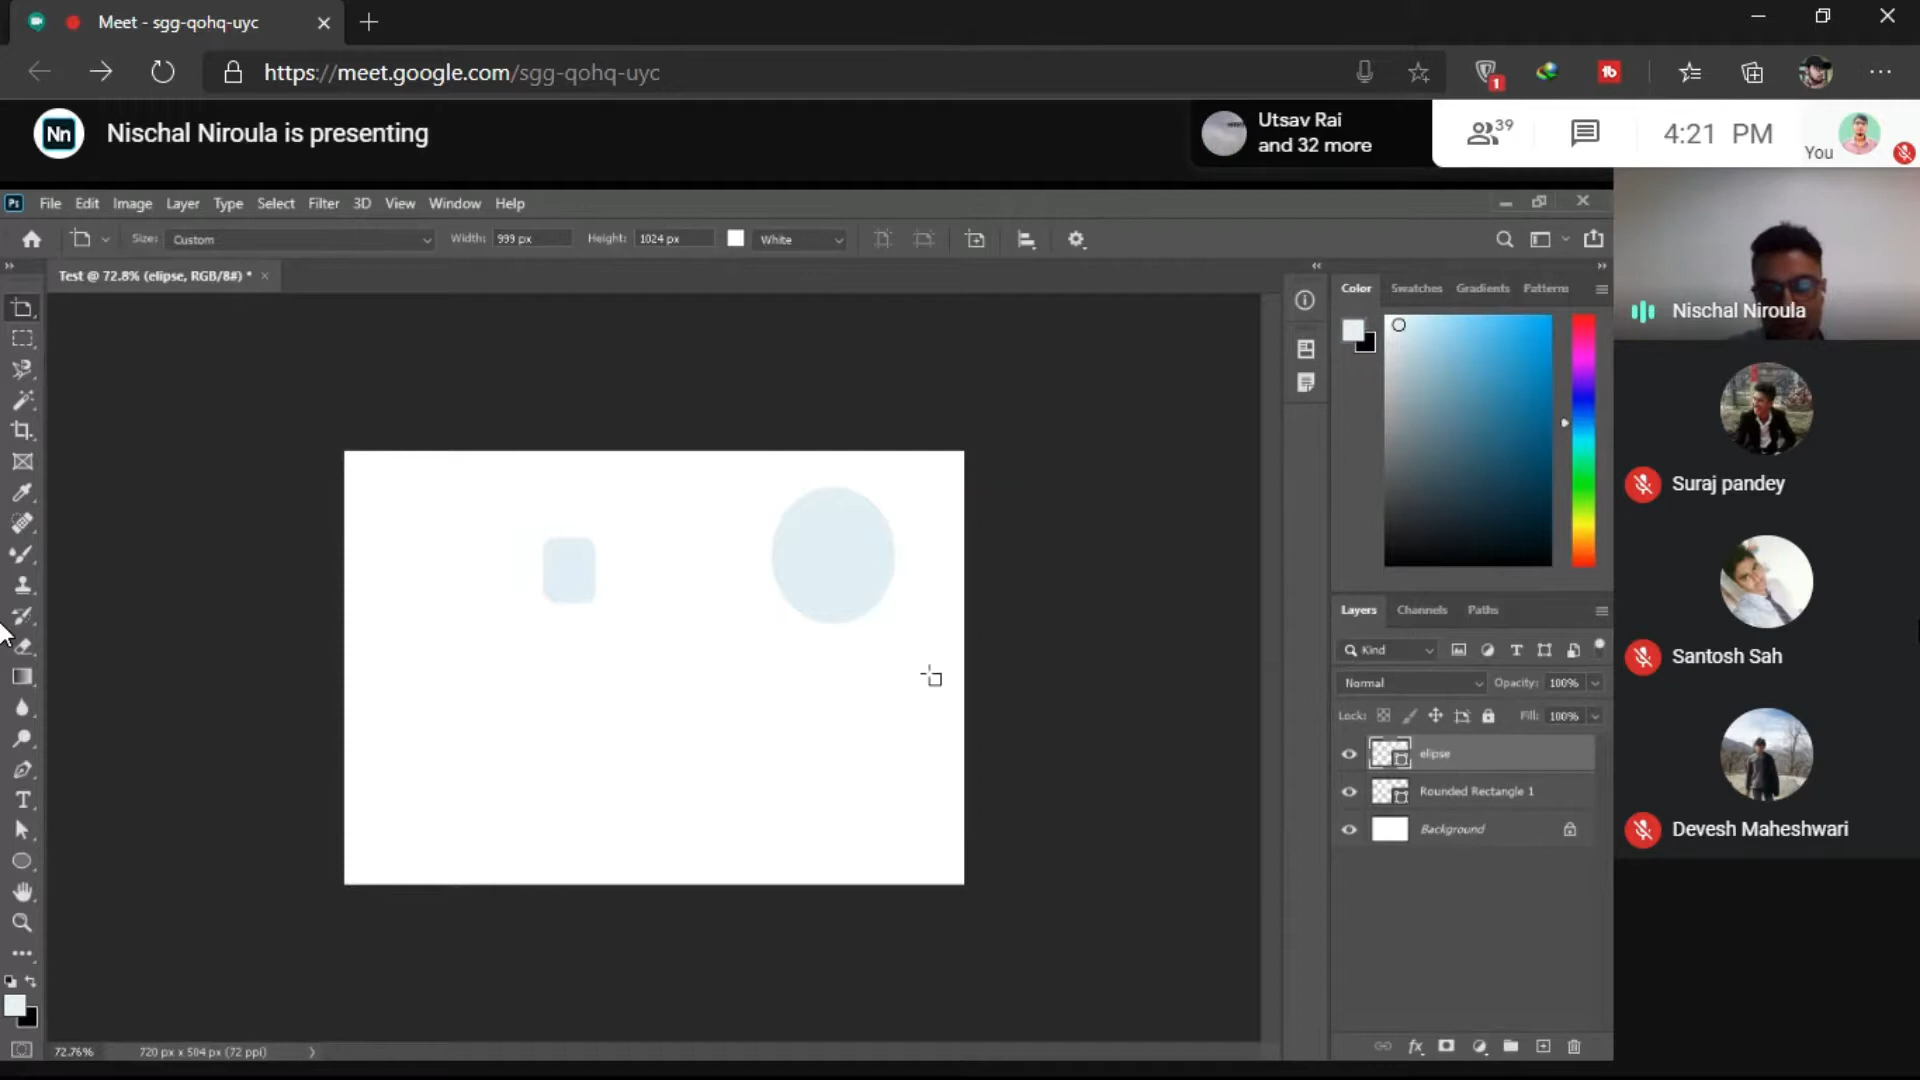 Meet - sgg-qohq-uyc
https://meet.google.com/sgg-qohq-uyc
1
Nn
Nischal Niroula is presenting
Utsav Rai
and 32 more
39
4:21 PM
You
Ps File Edit Image Layer Type Select Filter 3D View Window Help
Size: Custom Width: 999 px Height: 1024 px White
Test @ 72.8% (elipse, RGB/8#) *
Color Swatches Gradients Patterns
Nischal Niroula
Suraj pandey
Layers Channels Paths
Kind
Santosh Sah
Normal Opacity: 100%
Lock: Fill: 100%
elipse
Rounded Rectangle 1
Background
Devesh Maheshwari
fx
72.76% 720 px x 504 px (72 ppi)